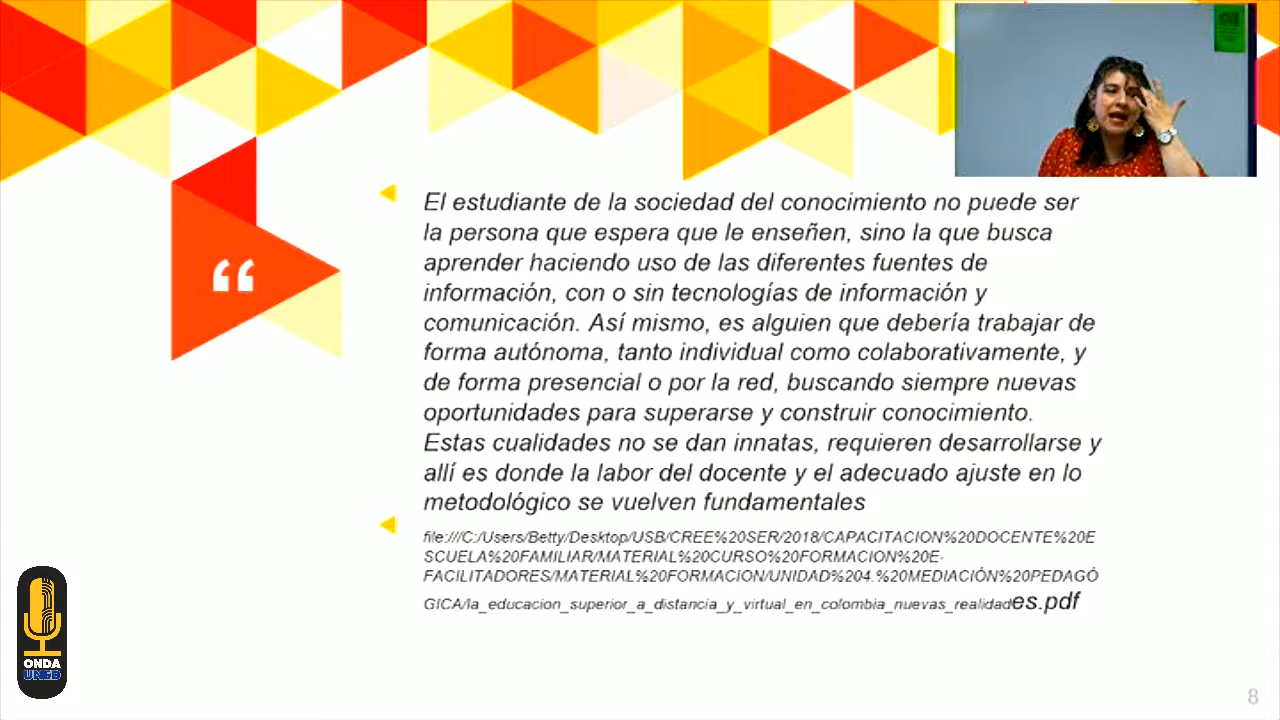 “
El estudiante de la sociedad del conocimiento no puede ser
la persona que espera que le enseñen, sino la que busca
aprender haciendo uso de las diferentes fuentes de
información, con o sin tecnologías de información y
comunicación. Así mismo, es alguien que debería trabajar de
forma autónoma, tanto individual como colaborativamente, y
de forma presencial o por la red, buscando siempre nuevas
oportunidades para superarse y construir conocimiento.
Estas cualidades no se dan innatas, requieren desarrollarse y
allí es donde la labor del docente y el adecuado ajuste en lo
metodológico se vuelven fundamentales
file:///C:/Users/Betty/Desktop/USB/CREE%20SER/2018/CAPACITACION%20DOCENTE%20E
SCUELA%20FAMILIAR/MATERIAL%20CURSO%20FORMACION%20E-
FACILITADORES/MATERIAL%20FORMACION/UNIDAD%204.%20MEDIACIÓN%20PEDAGÓ
GICA/la_educacion_superior_a_distancia_y_virtual_en_colombia_nuevas_realidades.pdf
ONDA
UNED
8